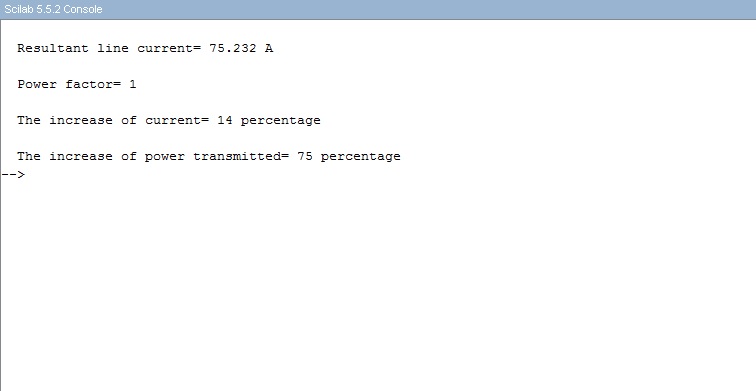 Scilab 5.5.2 Console
Resultant line current= 75.232 A
Power factor= 1
The increase of current= 14 percentage
The increase of power transmitted= 75 percentage
-->